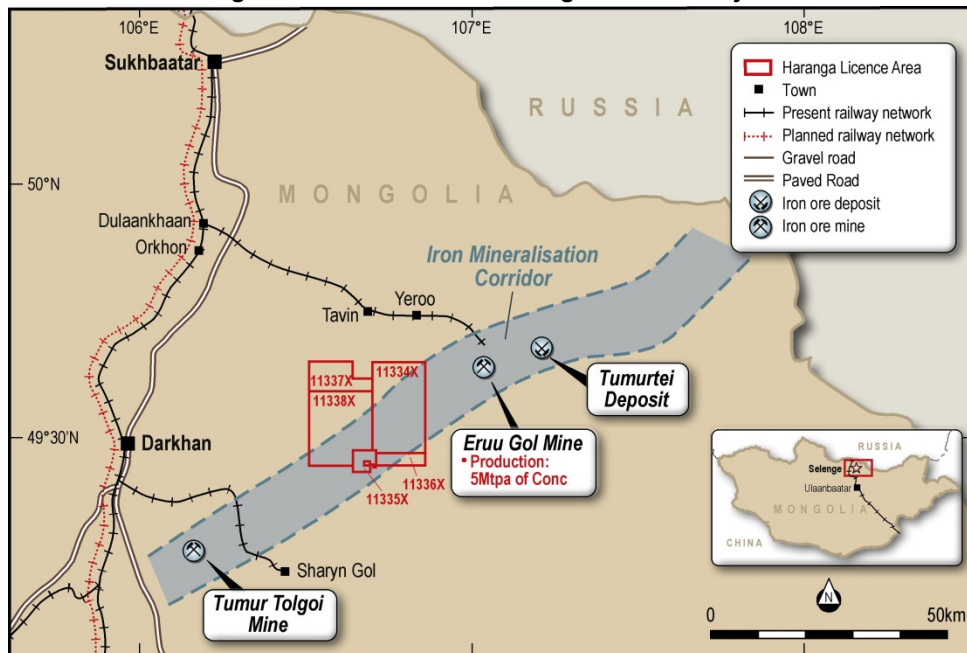 106°E
107°E
108°E
Sukhbaatar
RUSSIA
Haranga Licence Area
Town
Present railway network
Planned railway network
Gravel road
Paved Road
Iron ore deposit
Iron ore mine
50°N
MONGOLIA
Dulaankhaan
Orkhon
Iron Mineralisation
Corridor
Yeroo
Tavin
11337X
11334X
11338X
Tumurtei
Deposit
49°30'N
Darkhan
Eruu Gol Mine
• Production:
5Mtpa of Conc
11336X
11335X
RUSSIA
Selenge
Ulaanbaatar
MONGOLIA
CHINA
Sharyn Gol
Tumur Tolgoi
Mine
N
0
50km